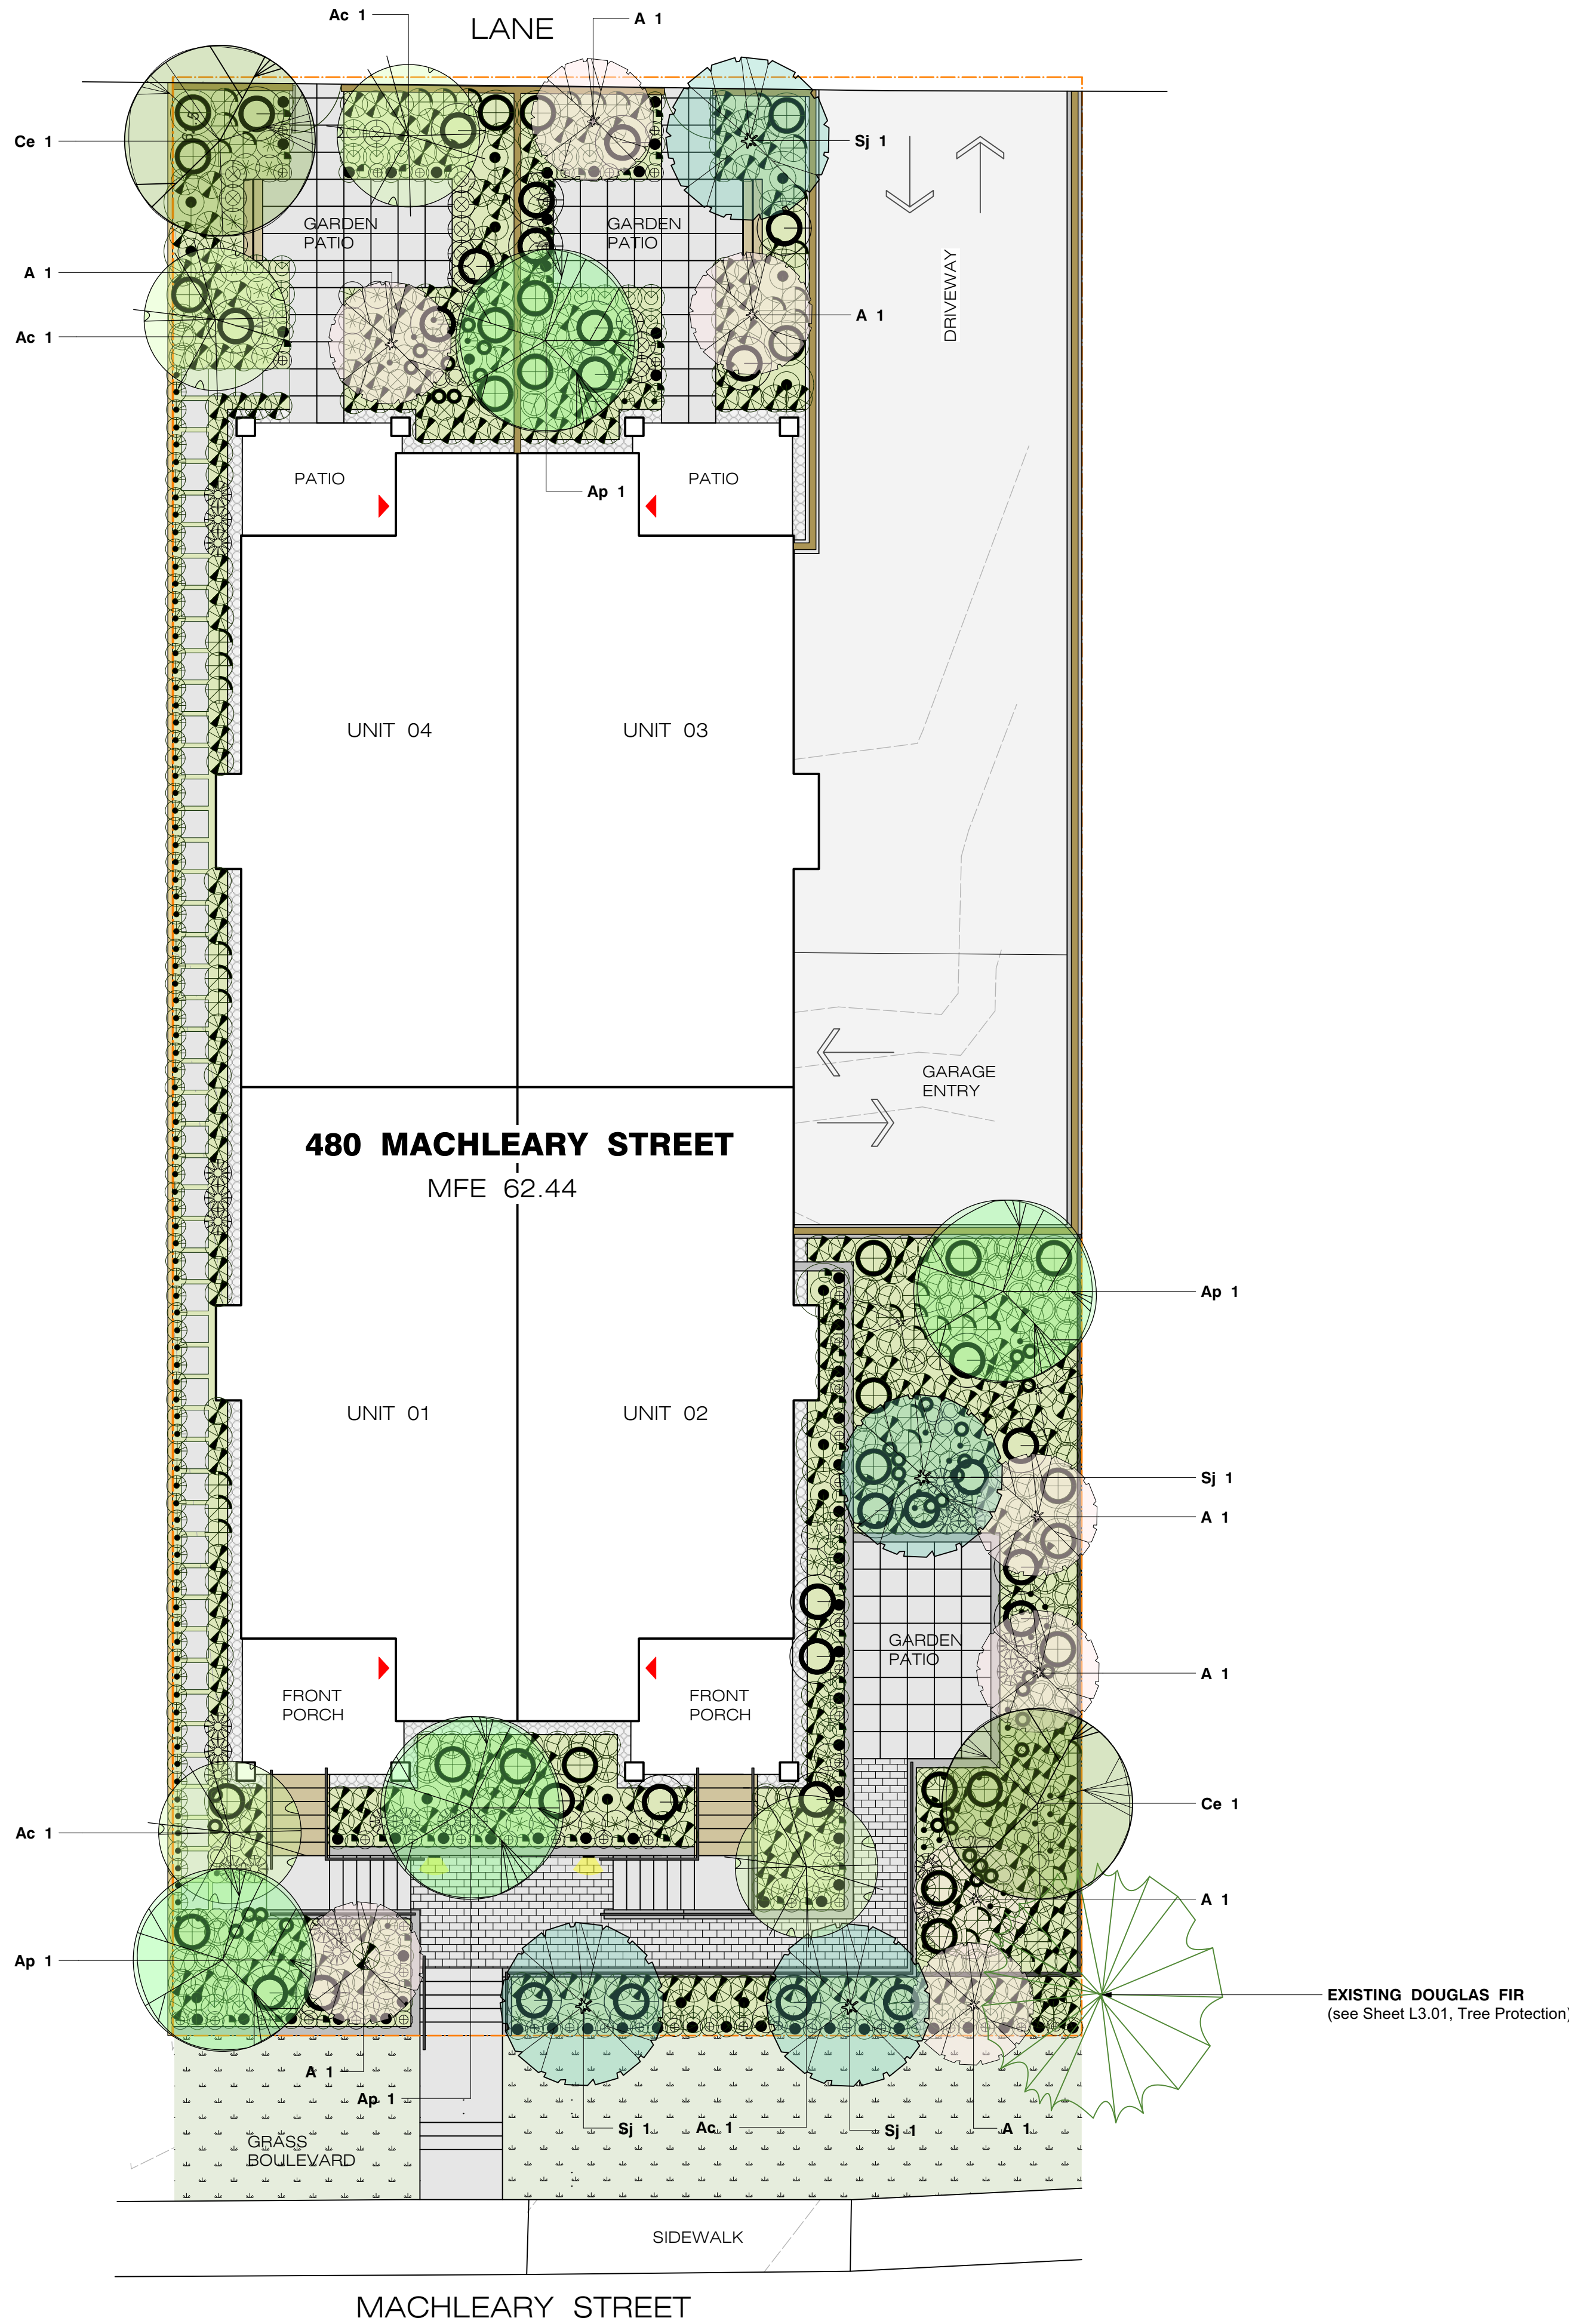 LANE
Ac 1
A 1
Ce 1
Sj 1
GARDEN
PATIO
GARDEN
PATIO
DRIVEWAY
A 1
Ac 1
A 1
PATIO
PATIO
Ap 1
UNIT 04
UNIT 03
GARAGE
ENTRY
480 MACHLEARY STREET
MFE 62.44
Ap 1
UNIT 01
UNIT 02
Sj 1
A 1
GARDEN
PATIO
A 1
FRONT
PORCH
FRONT
PORCH
Ce 1
Ac 1
A 1
Ap 1
EXISTING DOUGLAS FIR
(see Sheet L3.01, Tree Protection)
A 1
Ap 1
Sj 1
Ac 1
Sj 1
A 1
GRASS
BOULEVARD
SIDEWALK
MACHLEARY STREET